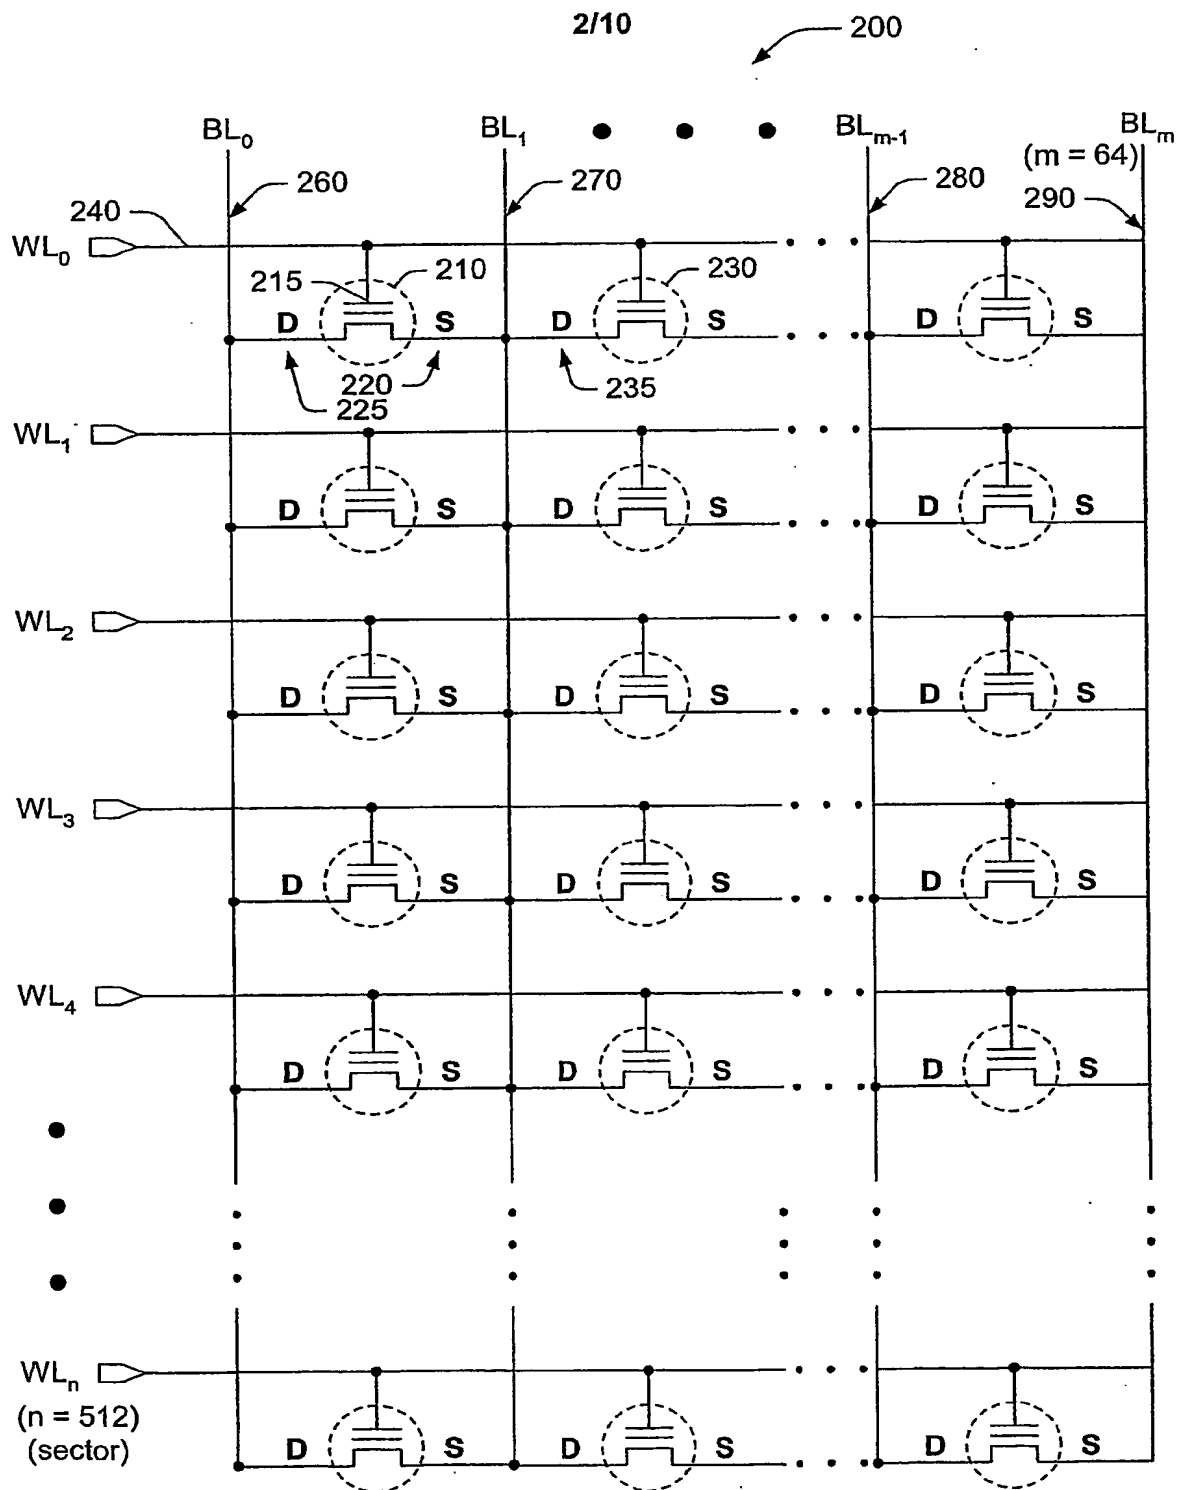 2/10
200
BL0 BL1 BLm-1 BLm
(m = 64)
260 270 280 290
240
WL0
215 210 230
D S D S D S
220 235
225
WL1
D S D S D S
WL2
D S D S D S
WL3
D S D S D S
WL4
D S D S D S
WLn
(n = 512)
(sector)
D S D S D S